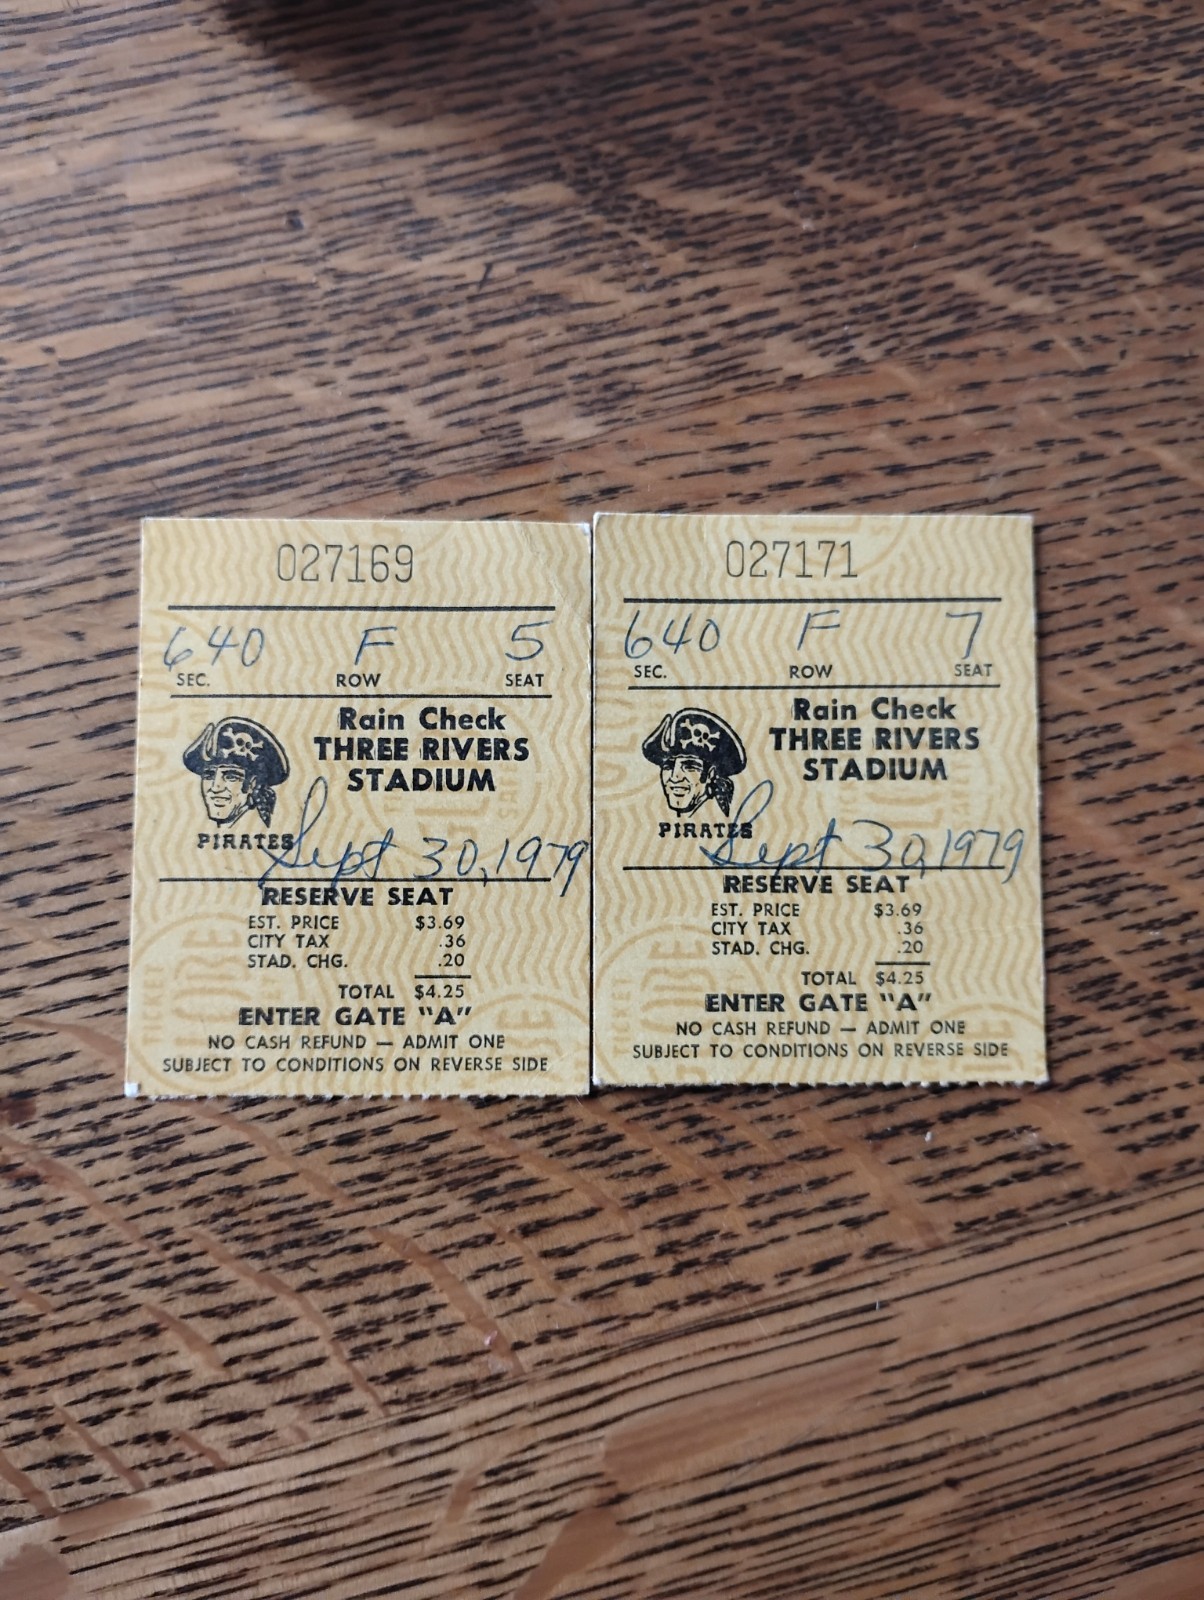 027169
640 F 5
SEC. ROW SEAT
Rain Check
THREE RIVERS
STADIUM
PIRATES
Sept 30, 1979
RESERVE SEAT
EST. PRICE $3.69
CITY TAX .36
STAD. CHG. .20
TOTAL $4.25
ENTER GATE "A"
NO CASH REFUND — ADMIT ONE
SUBJECT TO CONDITIONS ON REVERSE SIDE
027171
640 F 7
SEC. ROW SEAT
Rain Check
THREE RIVERS
STADIUM
PIRATES
Sept 30, 1979
RESERVE SEAT
EST. PRICE $3.69
CITY TAX .36
STAD. CHG. .20
TOTAL $4.25
ENTER GATE "A"
NO CASH REFUND — ADMIT ONE
SUBJECT TO CONDITIONS ON REVERSE SIDE